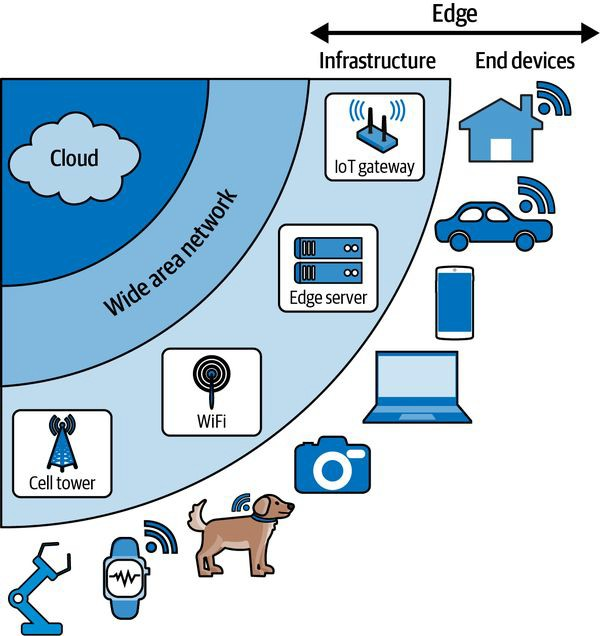 Edge
Infrastructure
End devices
Cloud
IoT gateway
Wide area network
Edge server
WiFi
Cell tower